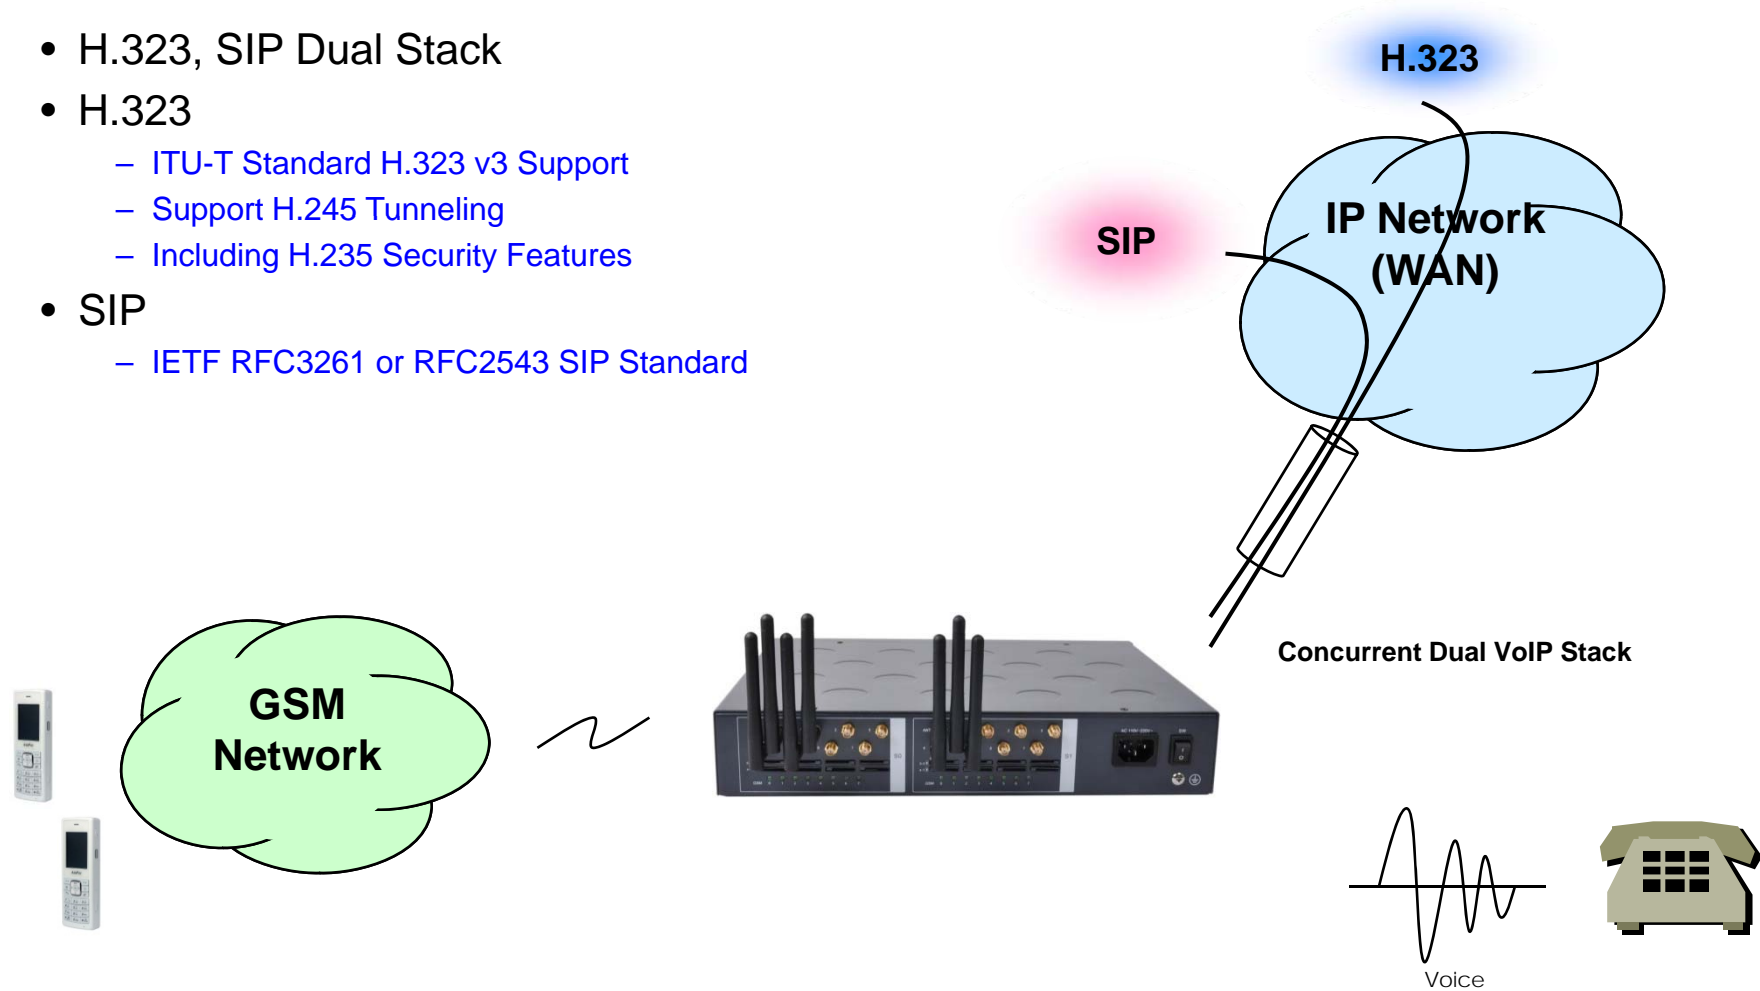 • H.323, SIP Dual Stack
• H.323
– ITU-T Standard H.323 v3 Support
– Support H.245 Tunneling
– Including H.235 Security Features
• SIP
– IETF RFC3261 or RFC2543 SIP Standard
H.323
SIP
IP Network
(WAN)
Concurrent Dual VoIP Stack
GSM
Network
Voice